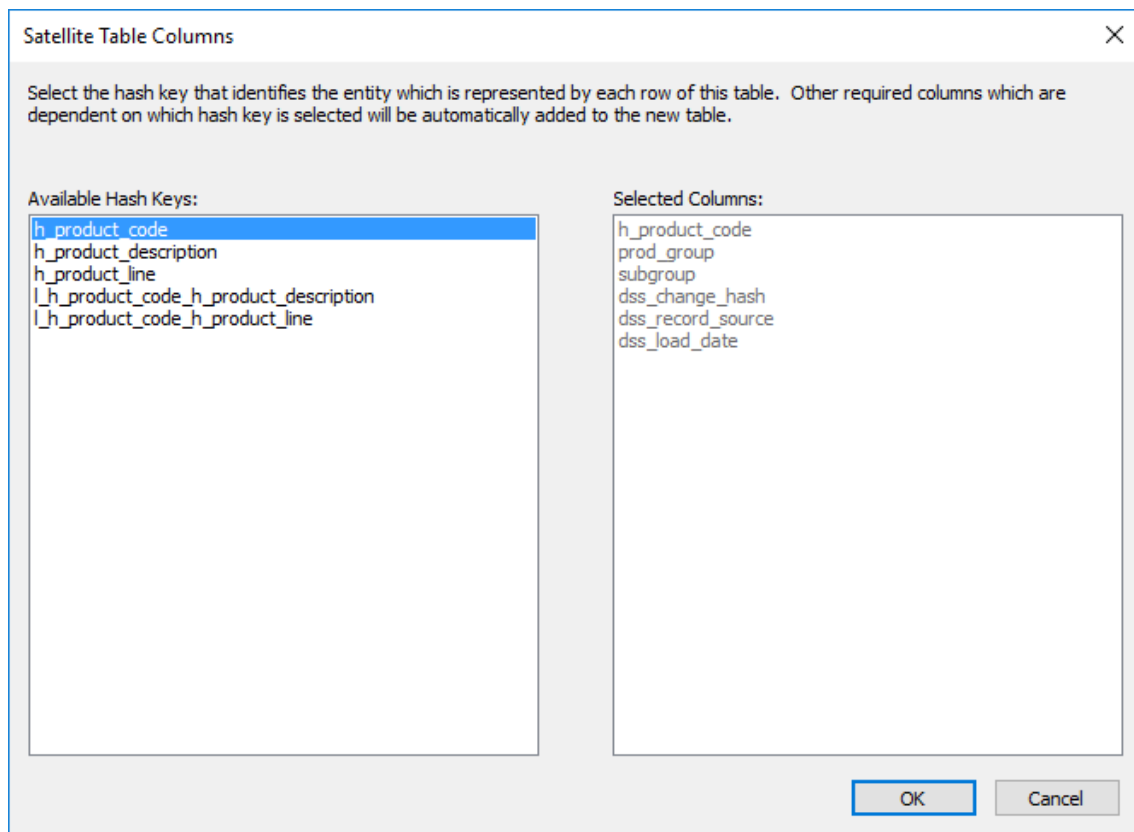 Satellite Table Columns
Select the hash key that identifies the entity which is represented by each row of this table.  Other required columns which are
dependent on which hash key is selected will be automatically added to the new table.
Available Hash Keys:
h_product_code
h_product_description
h_product_line
l_h_product_code_h_product_description
l_h_product_code_h_product_line
Selected Columns:
h_product_code
prod_group
subgroup
dss_change_hash
dss_record_source
dss_load_date
OK
Cancel